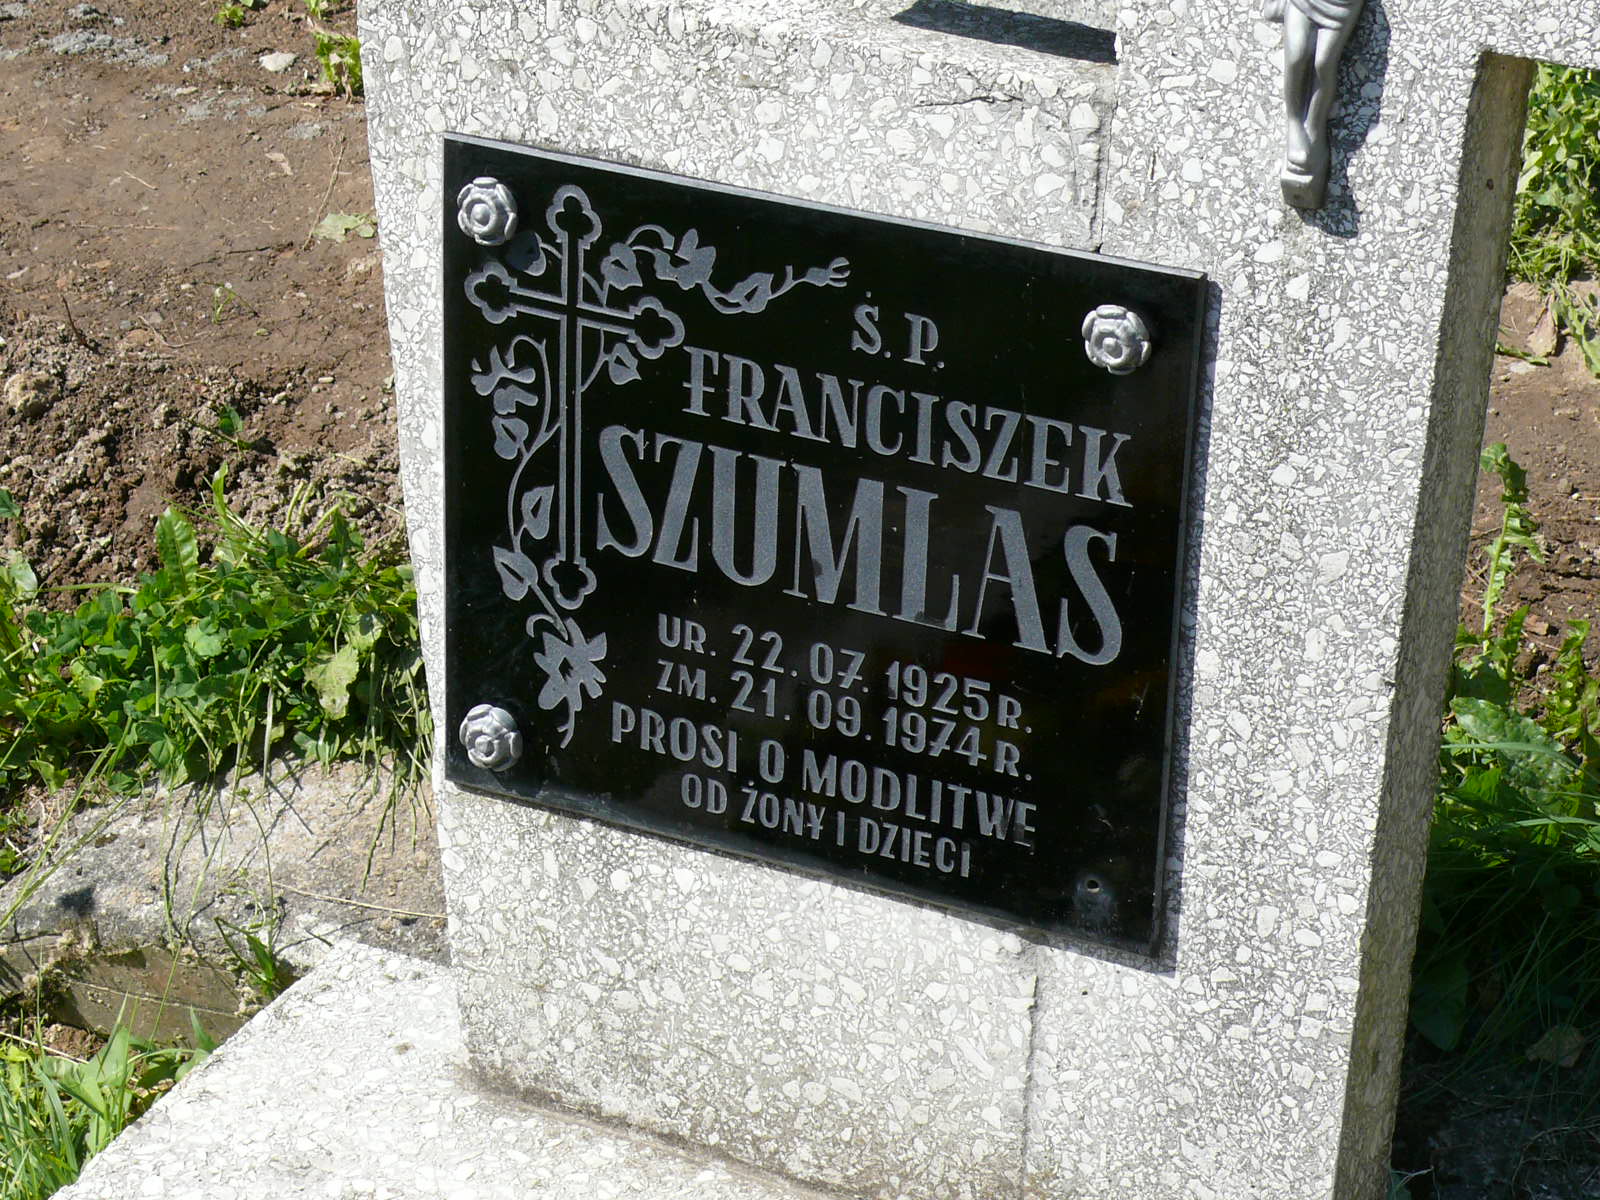 Ś.P.
FRANCISZEK
SZUMLAS
UR. 22.07.1925 R.
ZM. 21.09.1974 R.
PROSI O MODLITWĘ
OD ŻONY I DZIECI